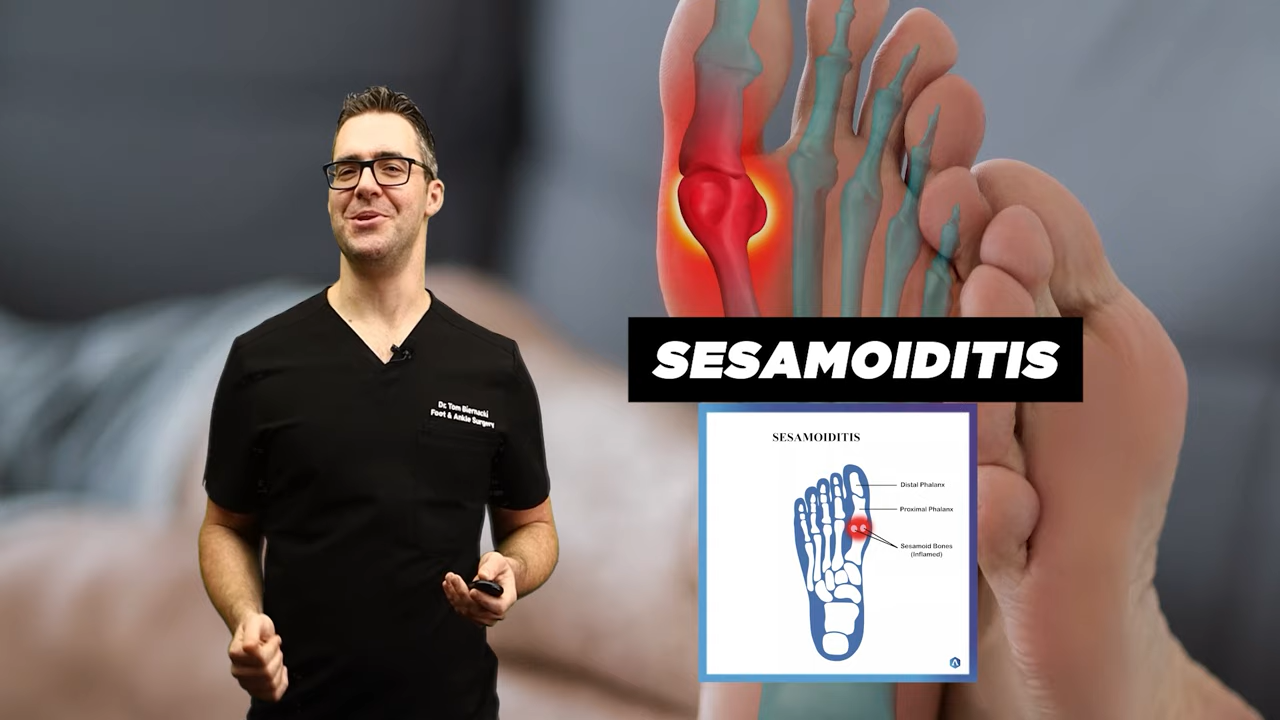 Dr. Tom Biernacki
Foot & Ankle Surgery
SESAMOIDITIS
SESAMOIDITIS
Distal Phalanx
Proximal Phalanx
Sesamoid Bones
(Inflamed)